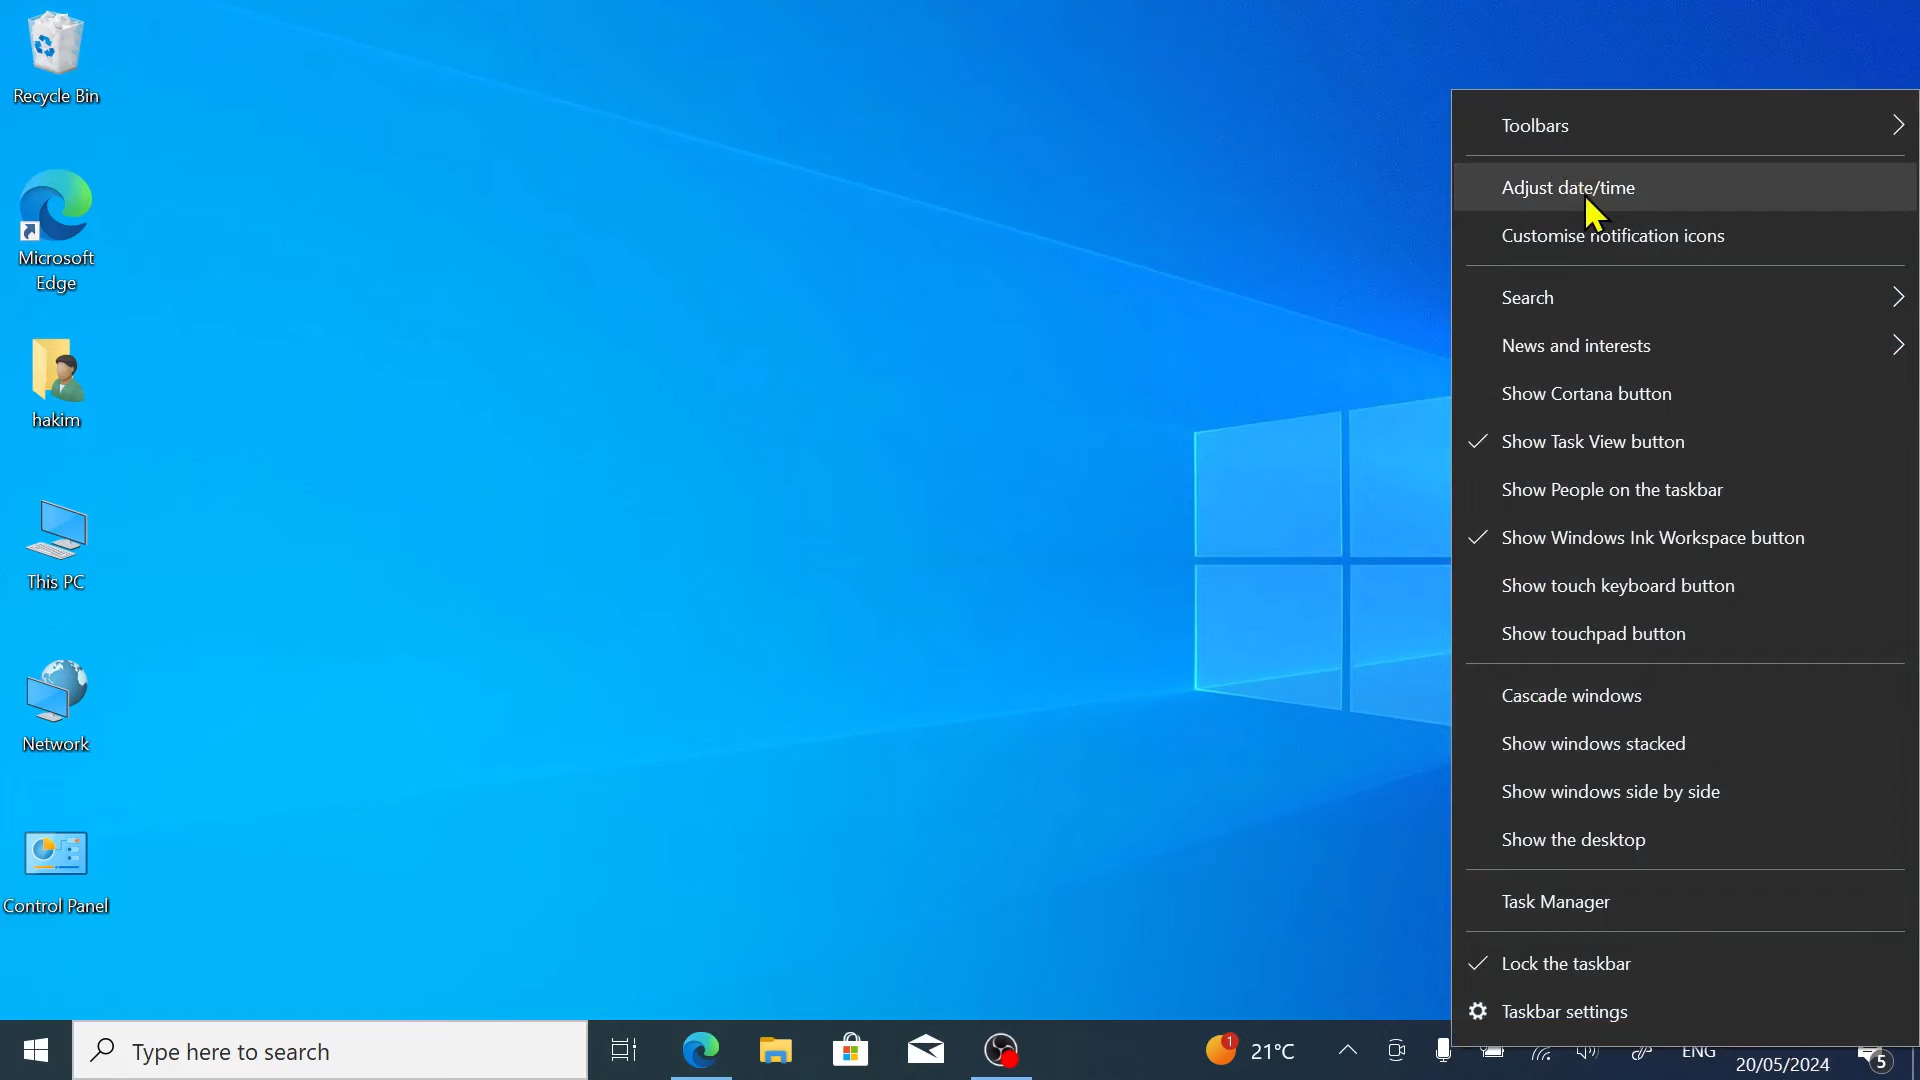 Recycle Bin
Microsoft
Edge
hakim
This PC
Network
Control Panel
Toolbars
Adjust date/time
Customise notification icons
Search
News and interests
Show Cortana button
Show Task View button
Show People on the taskbar
Show Windows Ink Workspace button
Show touch keyboard button
Show touchpad button
Cascade windows
Show windows stacked
Show windows side by side
Show the desktop
Task Manager
Lock the taskbar
Taskbar settings
Type here to search
1
21°C
ENG
20/05/2024
5